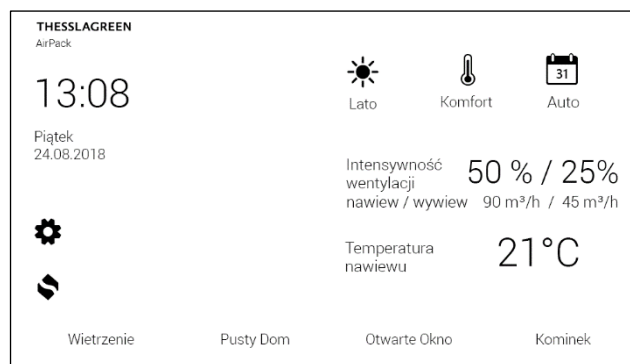 THESSLAGREEN
AirPack
13:08
Piątek
24.08.2018
31
Lato
Komfort
Auto
Intensywność
wentylacji
nawiew / wywiew
50 % / 25%
90 m³/h / 45 m³/h
Temperatura
nawiewu
21°C
Wietrzenie
Pusty Dom
Otwarte Okno
Kominek